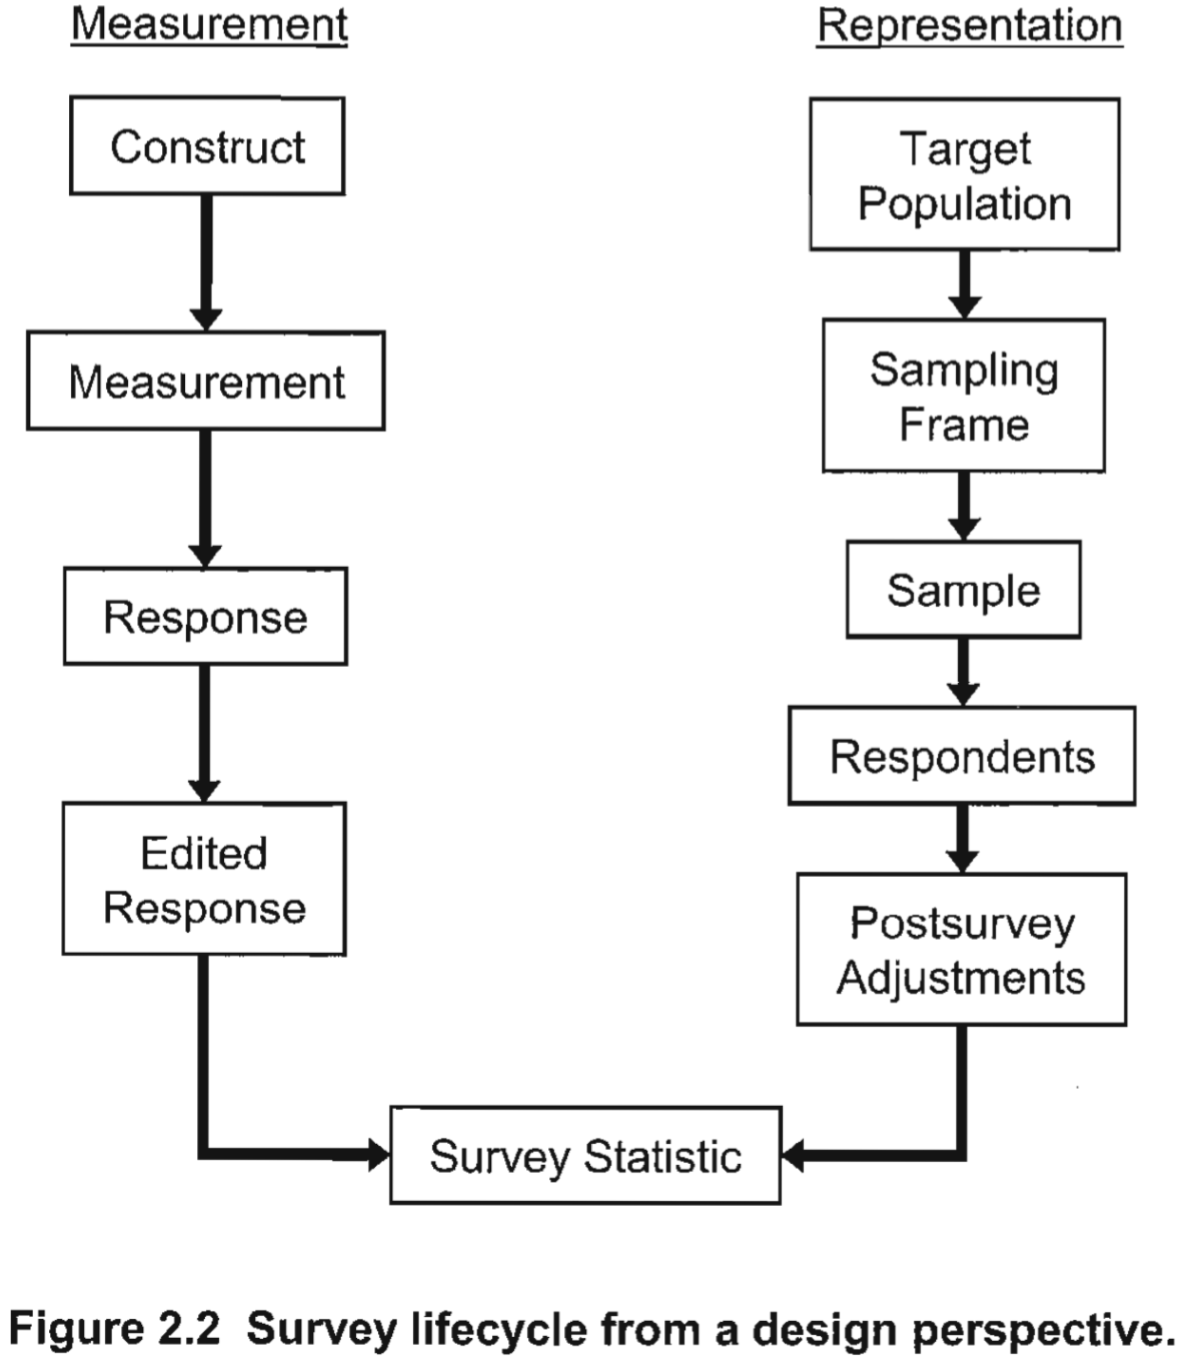 Measurement
Construct
Measurement
Response
Edited
Response
Representation
Target
Population
Sampling
Frame
Sample
Respondents
Postsurvey
Adjustments
Survey Statistic
Figure 2.2 Survey lifecycle from a design perspective.